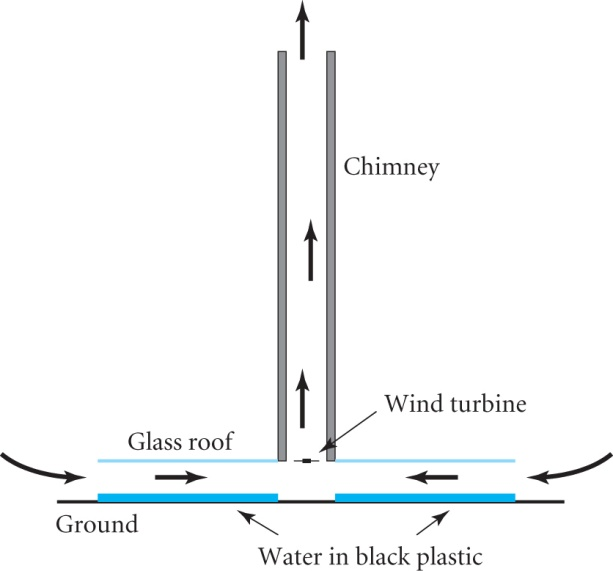 Chimney
Wind turbine
Glass roof
Ground
Water in black plastic